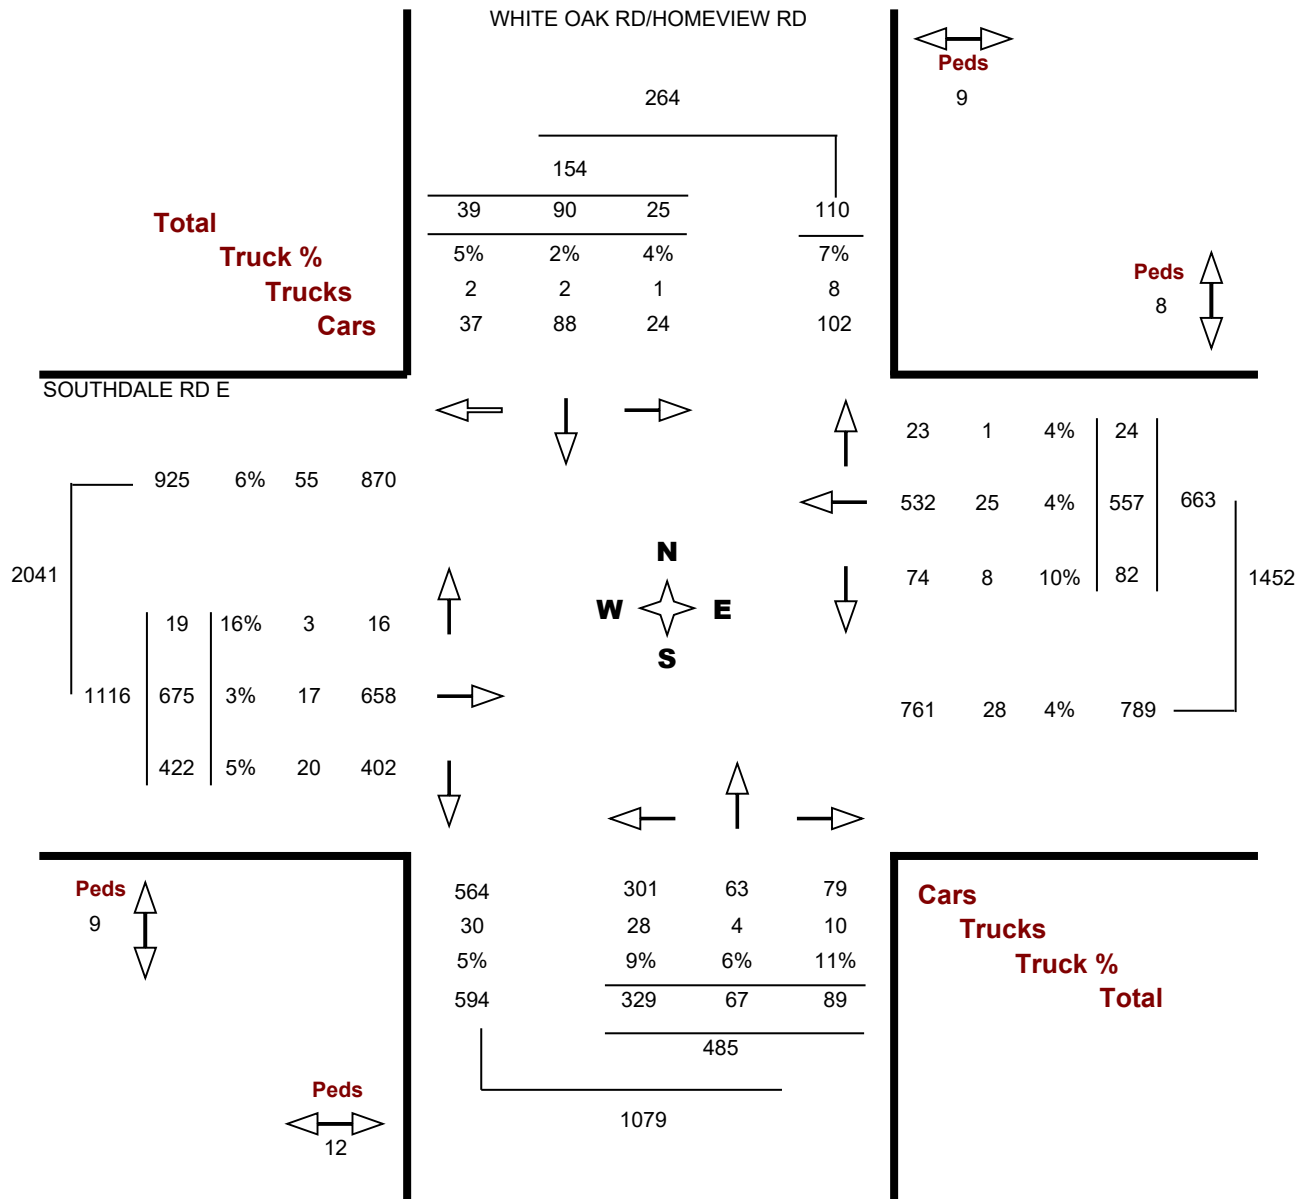 WHITE OAK RD/HOMEVIEW RD
Peds
9
264
154
39 90 25 110
Total
5% 2% 4% 7%
Truck %
2 2 1 8
Trucks
37 88 24 102
Cars
Peds
8
SOUTHDALE RD E
23 1 4% 24
925 6% 55 870
532 25 4% 557 663
N
2041
74 8 10% 82 1452
W E
19 16% 3 16
S
1116 675 3% 17 658
761 28 4% 789
422 5% 20 402
Peds
9
564 301 63 79
Cars
30 28 4 10
Trucks
5% 9% 6% 11%
Truck %
594 329 67 89
Total
485
Peds
12
1079